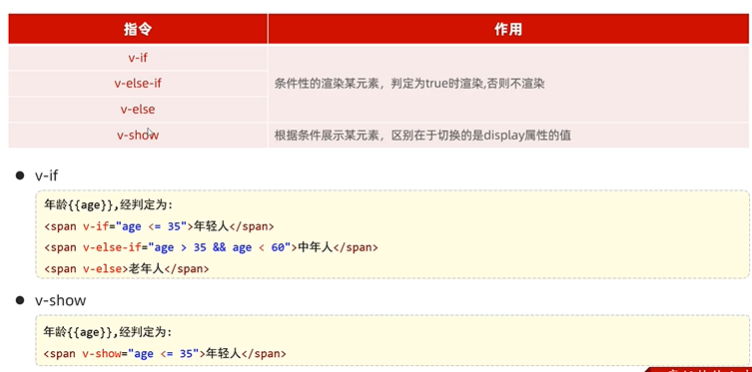 指令 作用
v-if
v-else-if 条件性的渲染某元素，判定为true时渲染,否则不渲染
v-else
v-show 根据条件展示某元素，区别在于切换的是display属性的值
● v-if
年龄{{age}},经判定为:
<span v-if="age <= 35">年轻人</span>
<span v-else-if="age > 35 && age < 60">中年人</span>
<span v-else>老年人</span>
● v-show
年龄{{age}},经判定为:
<span v-show="age <= 35">年轻人</span>